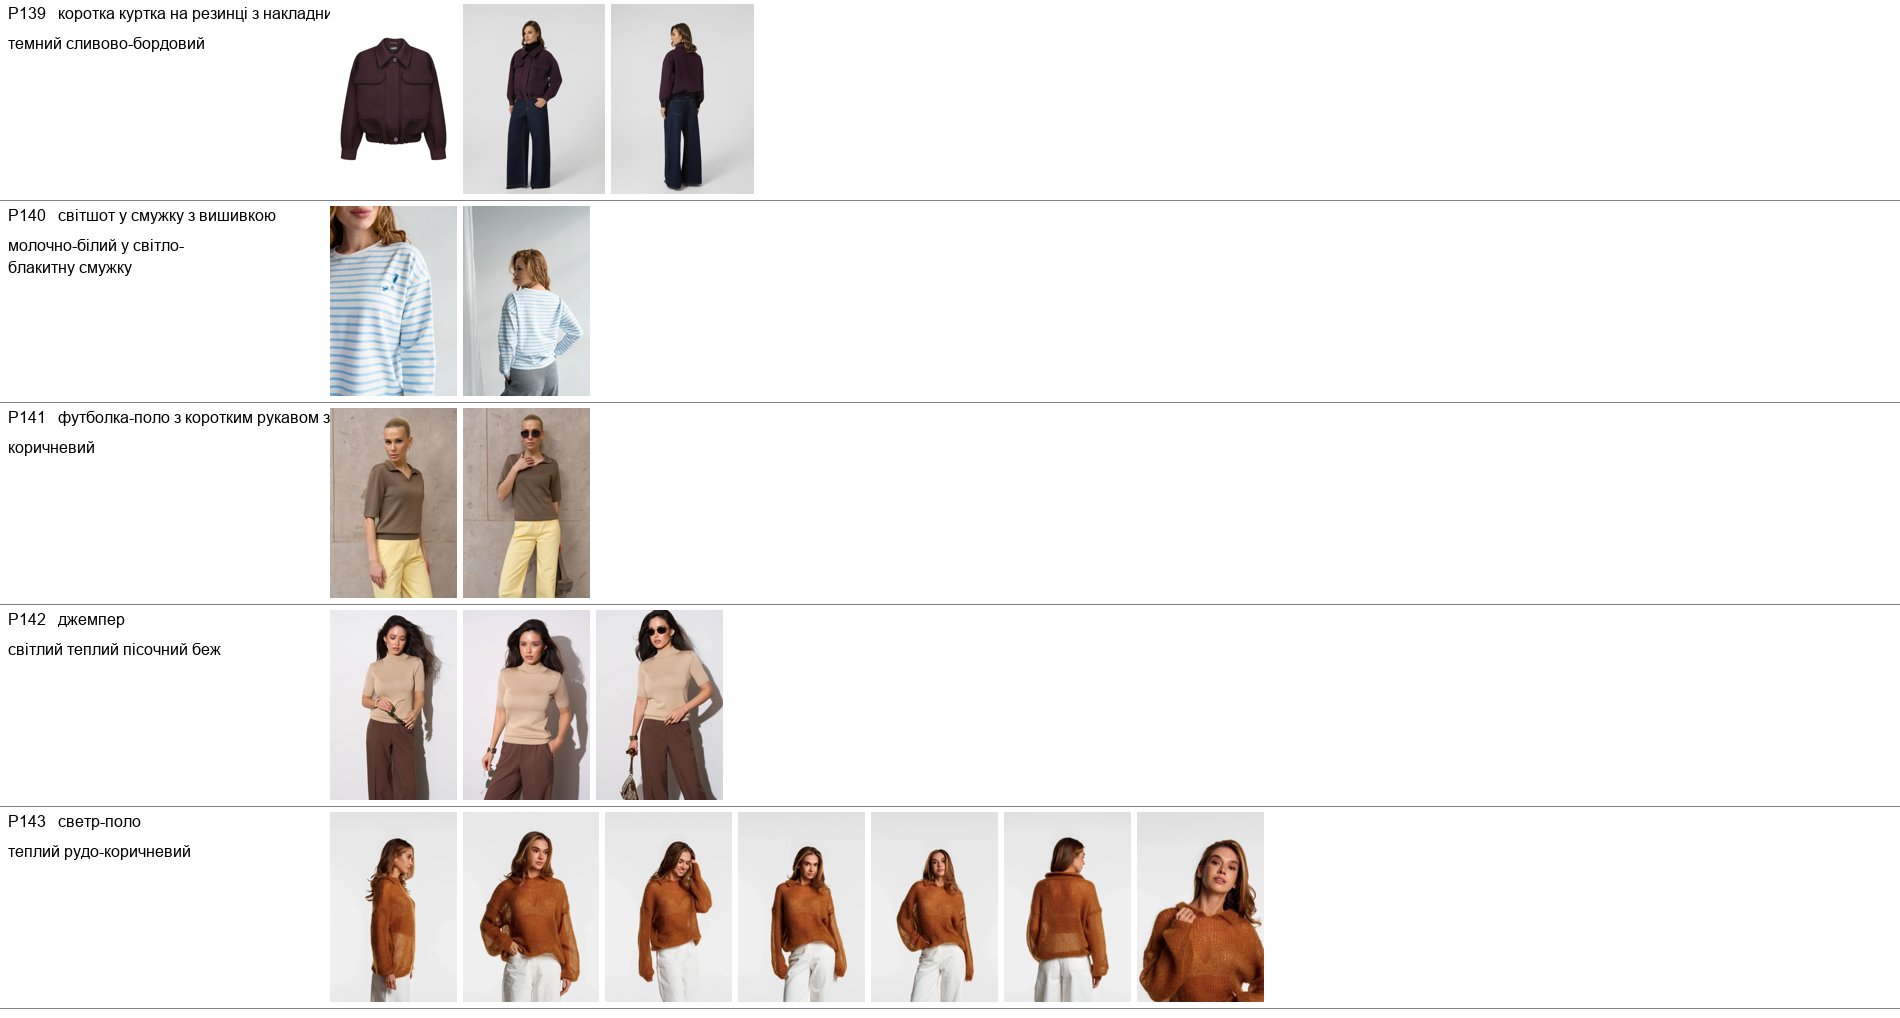 P139 коротка куртка на резинці з накладни
темний сливово-бордовий
P140 світшот у смужку з вишивкою
молочно-білий у світло-
блакитну смужку
P141 футболка-поло з коротким рукавом з
коричневий
P142 джемпер
світлий теплий пісочний беж
P143 светр-поло
теплий рудо-коричневий